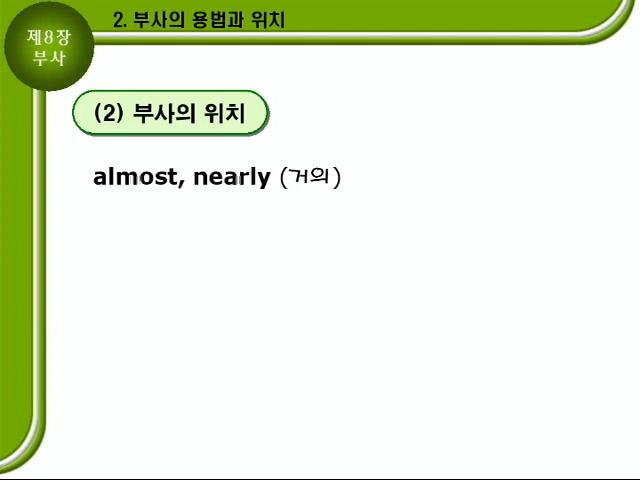 제8장
부사
2. 부사의 용법과 위치
(2) 부사의 위치
almost, nearly (거의)